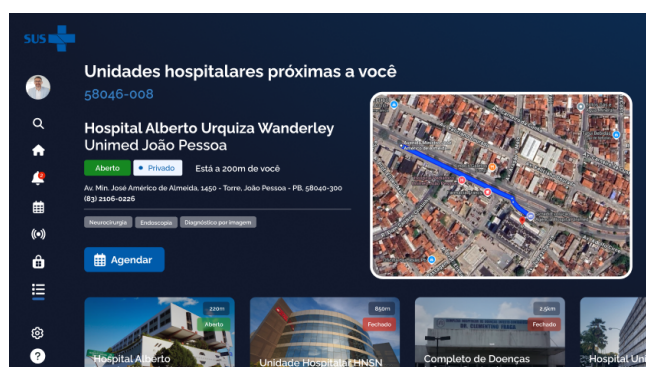 SUS
Unidades hospitalares próximas a você
58046-008
Hospital Alberto Urquiza Wanderley
Unimed João Pessoa
Aberto
Privado
Está a 200m de você
Av. Min. José Américo de Almeida, 1450 - Torre, João Pessoa - PB, 58040-300
(83) 2106-0226
Neurocirurgia
Endoscopia
Diagnóstico por imagem
Agendar
220m
Aberto
Hospital Alberto
850m
Fechado
Unidade Hospitalar HNSN
2,5km
Fechado
DR. CLEMENTINO FRAGA
Completo de Doenças
Hospital Uni